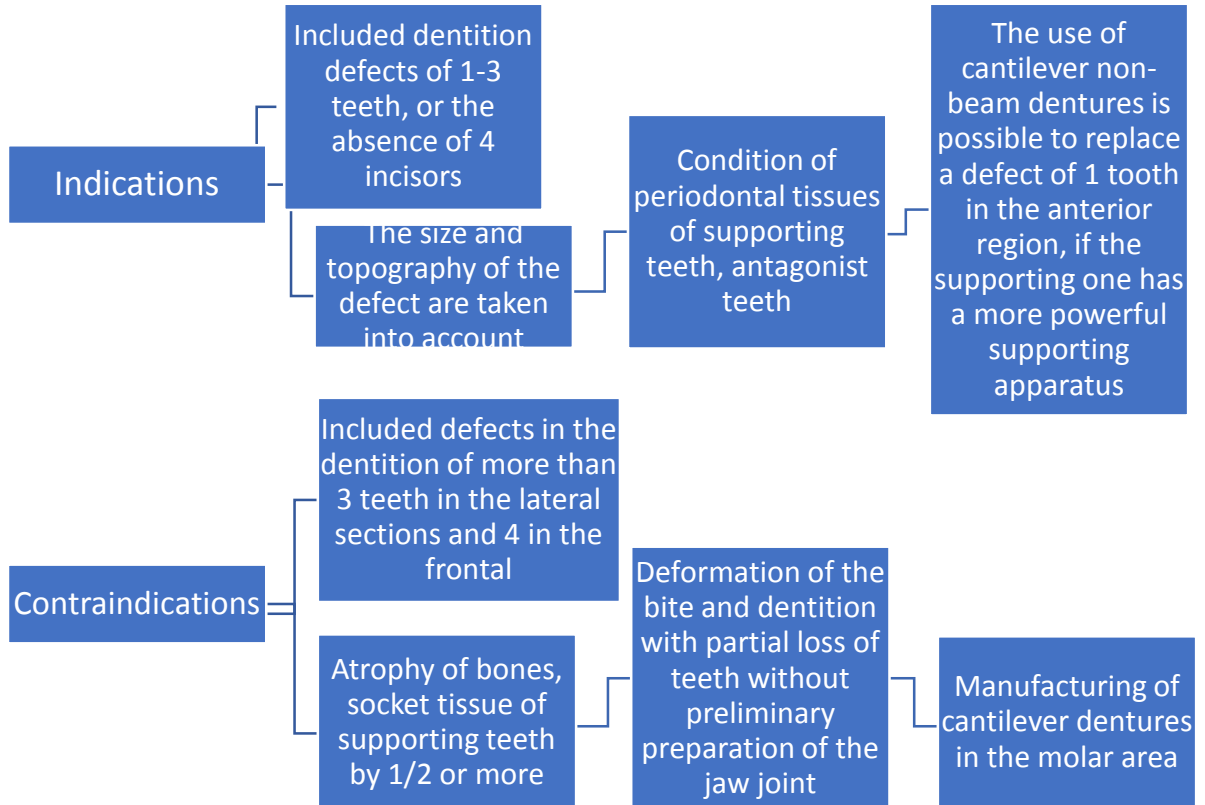 Indications
Included dentition
defects of 1-3
teeth, or the
absence of 4
incisors
The size and
topography of the
defect are taken
into account
Condition of
periodontal tissues
of supporting
teeth, antagonist
teeth
The use of
cantilever non-
beam dentures is
possible to replace
a defect of 1 tooth
in the anterior
region, if the
supporting one has
a more powerful
supporting
apparatus
Contraindications
Included defects in the
dentition of more than
3 teeth in the lateral
sections and 4 in the
frontal
Atrophy of bones,
socket tissue of
supporting teeth
by 1/2 or more
Deformation of the
bite and dentition
with partial loss of
teeth without
preliminary
preparation of the
jaw joint
Manufacturing of
cantilever dentures
in the molar area